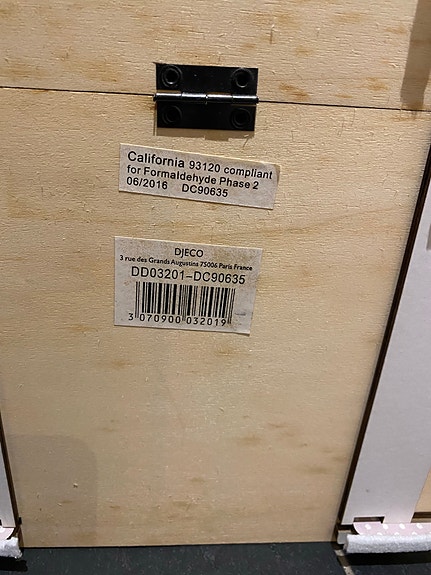 California 93120 compliant
for Formaldehyde Phase 2
06/2016 DC90635
DJECO
3 rue des Grands Augustins 75006 Paris France
DD03201-DC90635
3 070900 032019